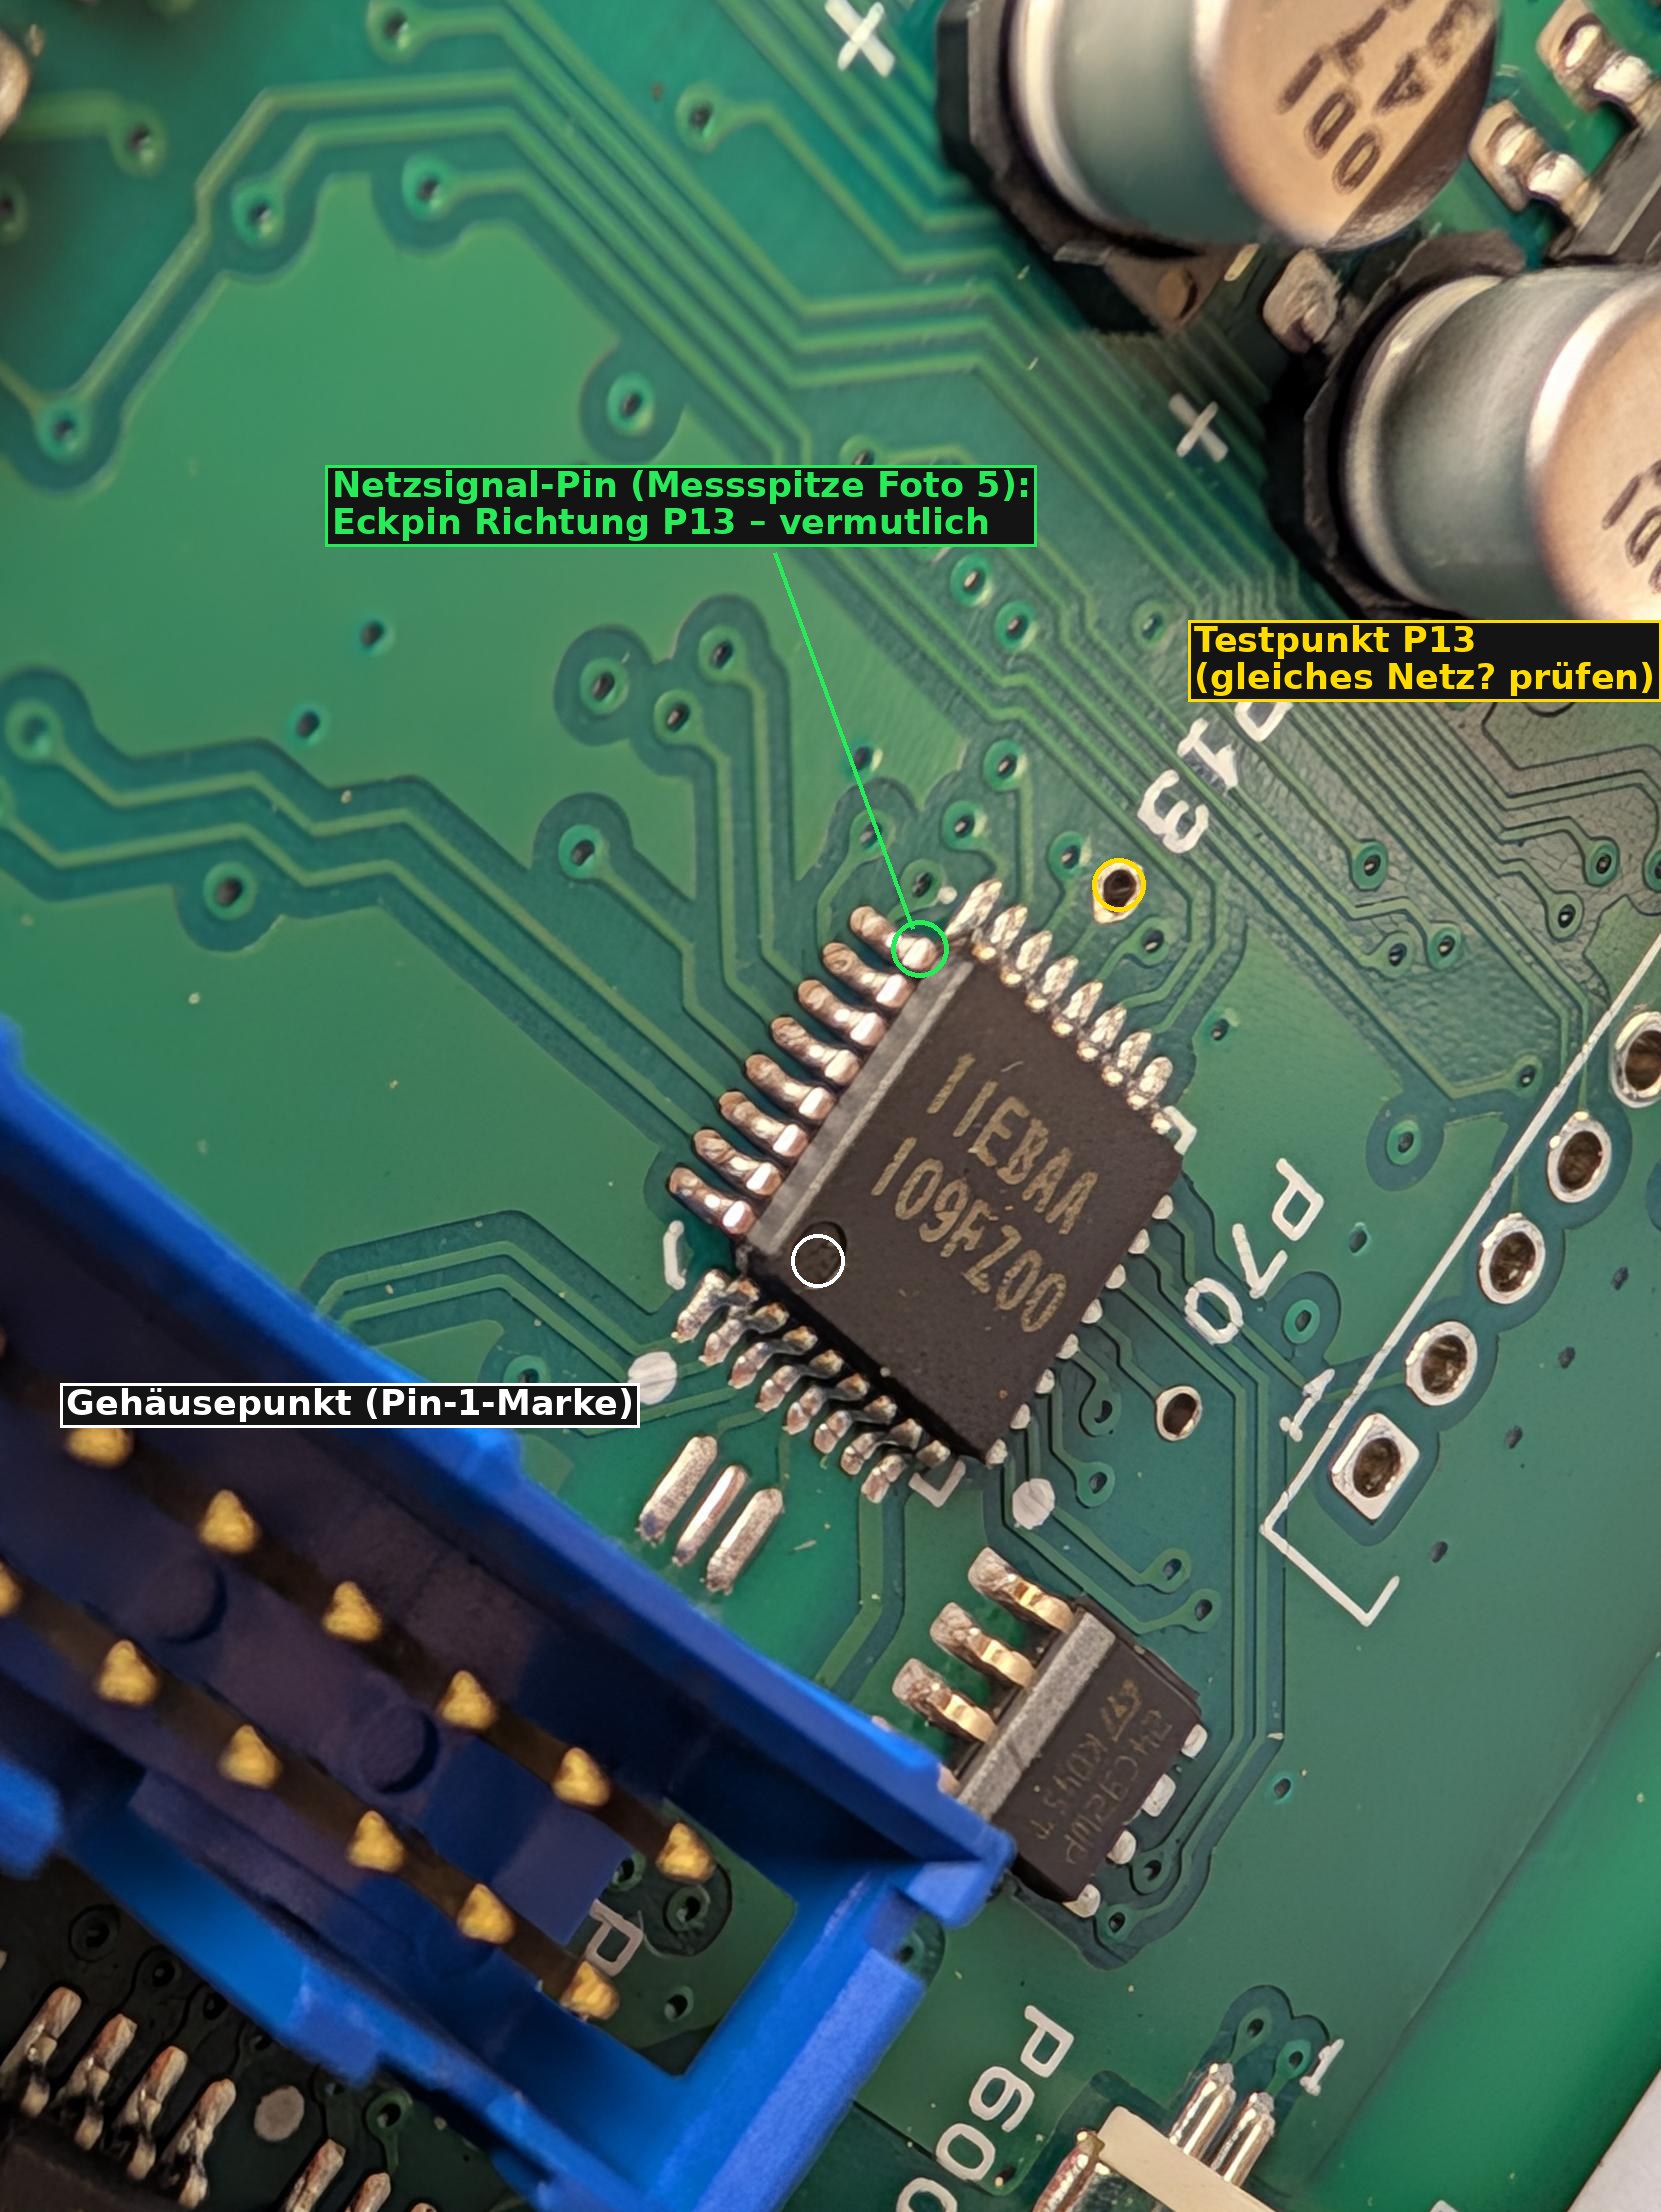 +
+
Netzsignal-Pin (Messspitze Foto 5):
Eckpin Richtung P13 – vermutlich
Testpunkt P13
(gleiches Netz? prüfen)
P13
11EBAA
109FZ00
P70
1
Gehäusepunkt (Pin-1-Marke)
P
P600
1